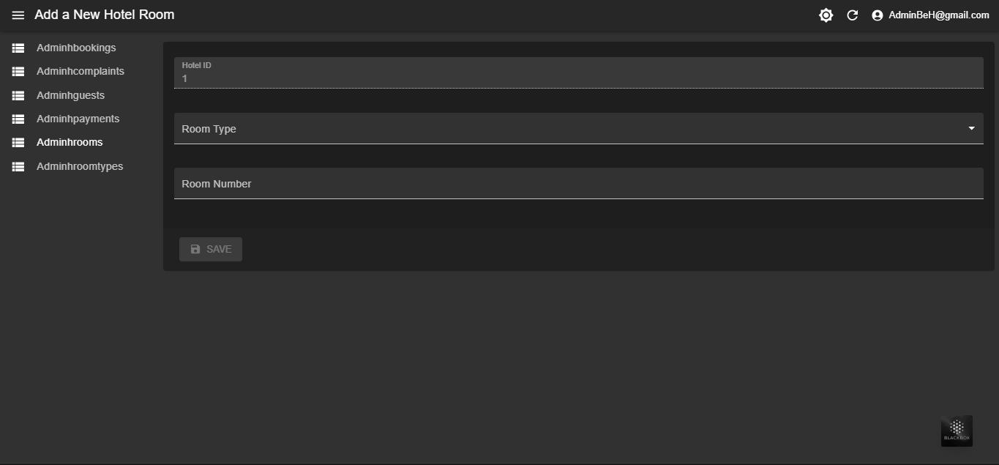 Add a New Hotel Room
AdminBeH@gmail.com
Adminhbookings
Adminhcomplaints
Adminhguests
Adminhpayments
Adminhrooms
Adminhroomtypes
Hotel ID
1
Room Type
Room Number
SAVE
BLACKBOX